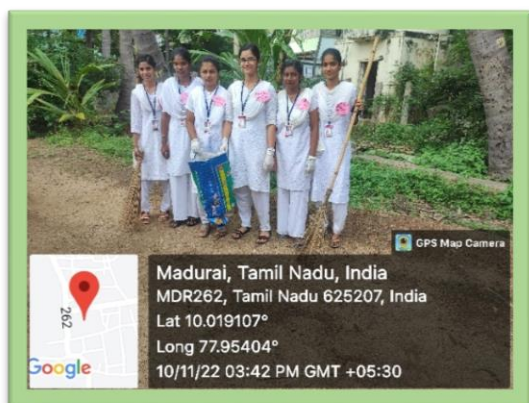 GPS Map Camera
Madurai, Tamil Nadu, India
MDR262, Tamil Nadu 625207, India
Lat 10.019107°
Long 77.95404°
10/11/22 03:42 PM GMT +05:30
262
Google